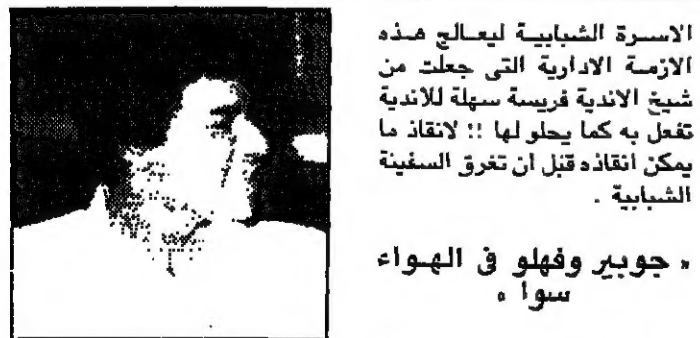 الاسرة الشبابية ليعالج هذه
الازمة الادارية التى جعلت من
شيخ الاندية فريسة سهلة للاندية
تفعل به كما يحلو لها !! لانقاذ ما
يمكن انقاذه قبل ان تغرق السفينة
الشبابية .
« جوبير وفهلو فى الهواء
سوا »